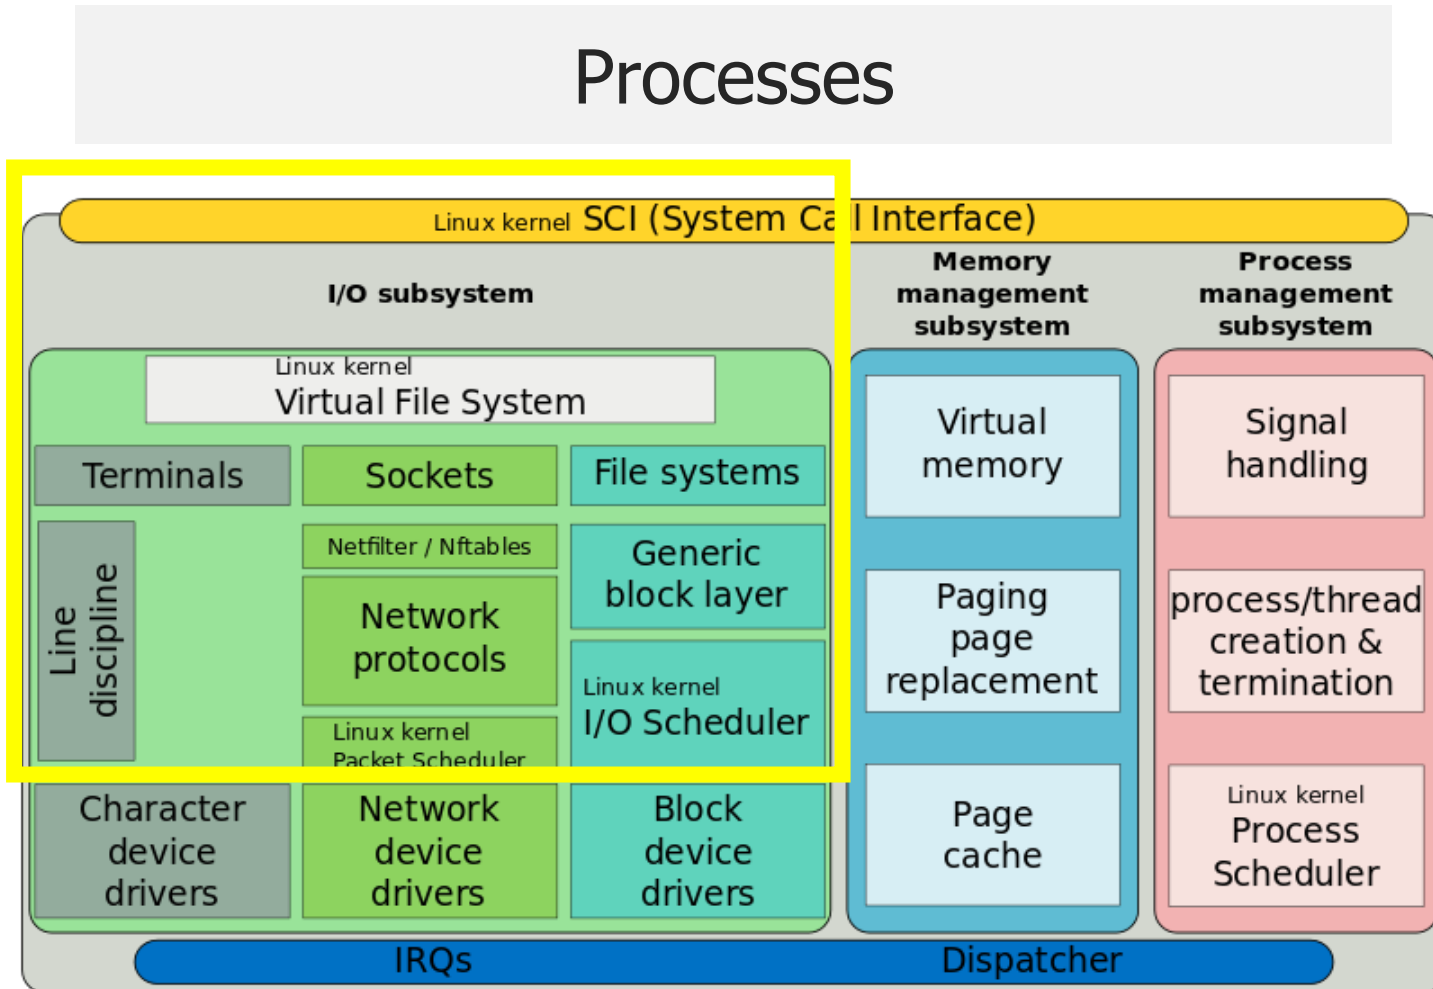 Processes
Linux kernel SCI (System Call Interface)
I/O subsystem
Memory
management
subsystem
Process
management
subsystem
Linux kernel
Virtual File System
Terminals
Sockets
File systems
Line
discipline
Netfilter / Nftables
Network
protocols
Linux kernel
Packet Scheduler
Generic
block layer
Linux kernel
I/O Scheduler
Character
device
drivers
Network
device
drivers
Block
device
drivers
Virtual
memory
Paging
page
replacement
Page
cache
Signal
handling
process/thread
creation &
termination
Linux kernel
Process
Scheduler
IRQs
Dispatcher